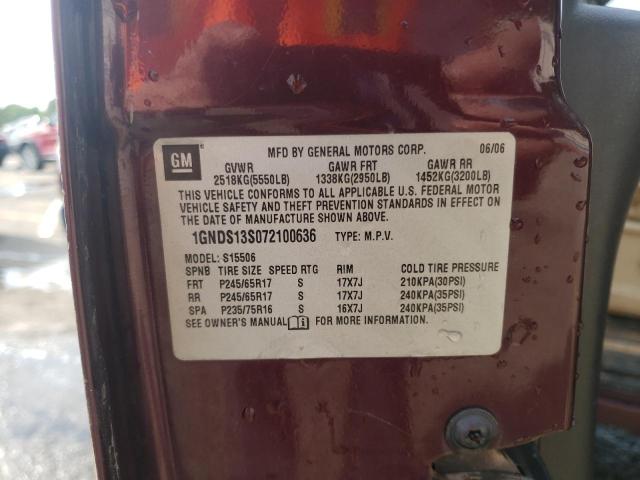 GM
MFD BY GENERAL MOTORS CORP. 06/06
GVWR GAWR FRT GAWR RR
2518KG(5550LB) 1338KG(2950LB) 1452KG(3200LB)
THIS VEHICLE CONFORMS TO ALL APPLICABLE U.S. FEDERAL MOTOR
VEHICLE SAFETY AND THEFT PREVENTION STANDARDS IN EFFECT ON
THE DATE OF MANUFACTURE SHOWN ABOVE.
1GNDS13S072100636 TYPE: M.P.V.
MODEL: S15506
SPNB TIRE SIZE SPEED RTG RIM COLD TIRE PRESSURE
FRT P245/65R17 S 17X7J 210KPA(30PSI)
RR P245/65R17 S 17X7J 240KPA(35PSI)
SPA P235/75R16 S 16X7J 240KPA(35PSI)
SEE OWNER'S MANUAL FOR MORE INFORMATION.